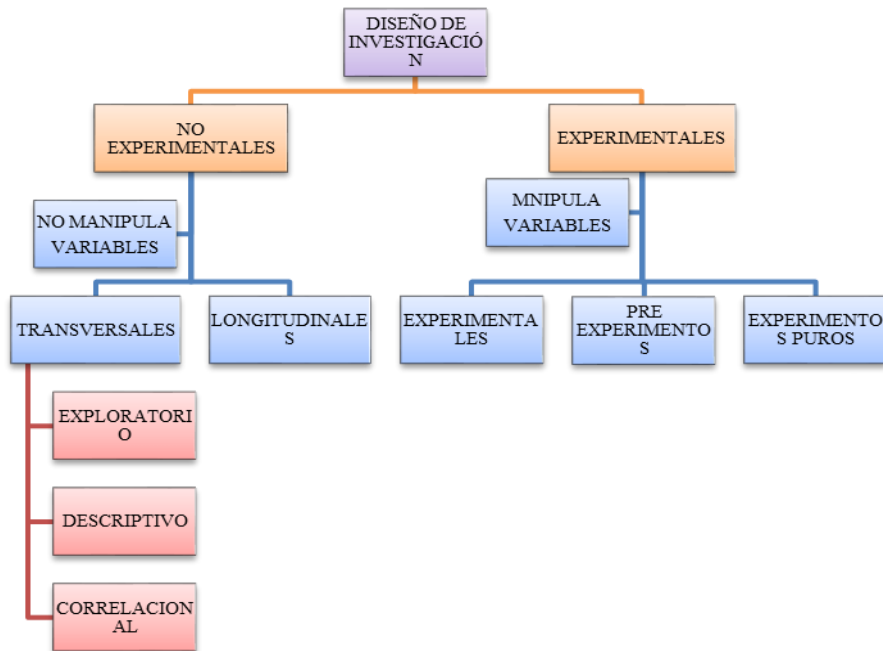 DISEÑO DE
INVESTIGACIÓ
N
NO
EXPERIMENTALES
EXPERIMENTALES
NO MANIPULA
VARIABLES
MNIPULA
VARIABLES
TRANSVERSALES
LONGITUDINALE
S
EXPERIMENTA
LES
PRE
EXPERIMENTO
S
EXPERIMENTO
S PUROS
EXPLORATORI
O
DESCRIPTIVO
CORRELACION
AL